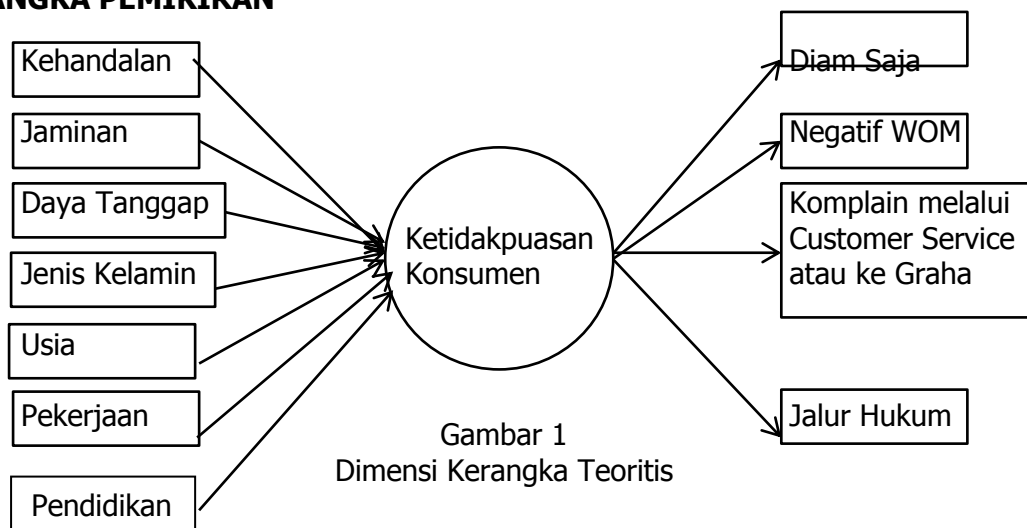 ANGKA PEMIKIRAN
Kehandalan
Jaminan
Daya Tanggap
Jenis Kelamin
Usia
Pekerjaan
Pendidikan
Ketidakpuasan
Konsumen
Diam Saja
Negatif WOM
Komplain melalui
Customer Service
atau ke Graha
Jalur Hukum
Gambar 1
Dimensi Kerangka Teoritis